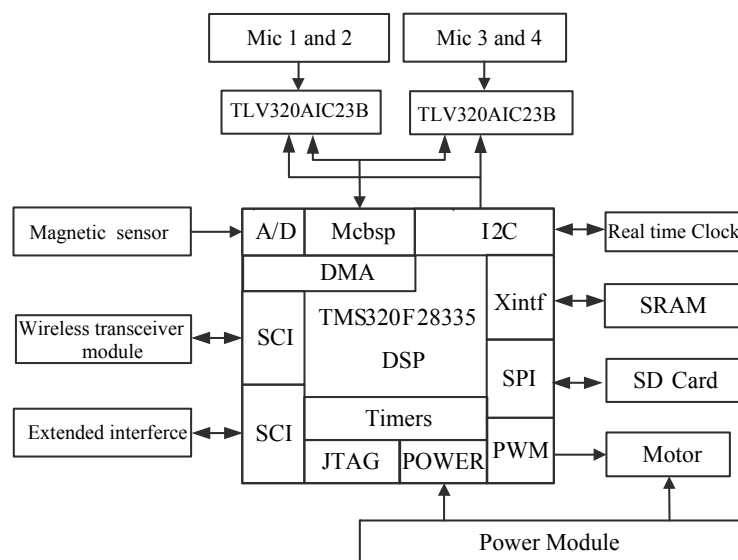 Mic 1 and 2
Mic 3 and 4
TLV320AIC23B
TLV320AIC23B
Magnetic sensor
A/D
Mcbsp
I2C
Real time Clock
DMA
Wireless transceiver
module
SCI
TMS320F28335
DSP
Xintf
SRAM
SPI
SD Card
Extended interferce
SCI
Timers
JTAG
POWER
PWM
Motor
Power Module